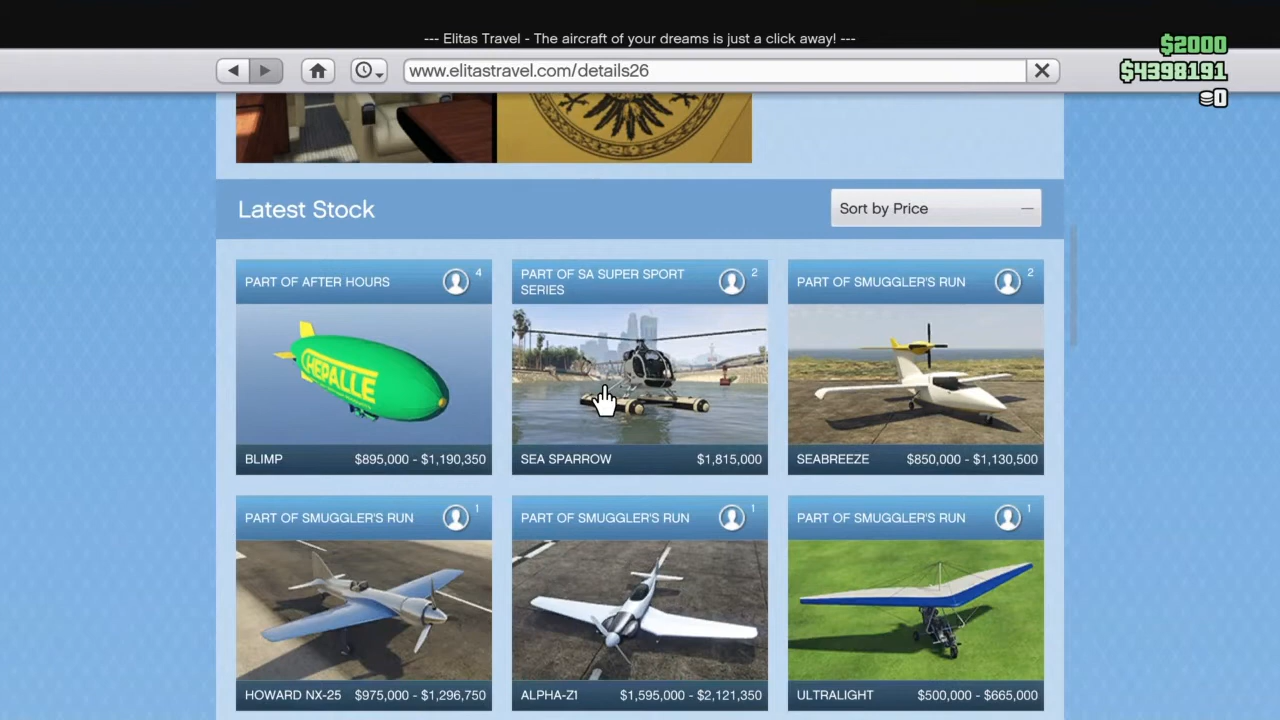 --- Elitas Travel - The aircraft of your dreams is just a click away! ---
$2000
www.elitastravel.com/details26
$4398191
0
Latest Stock
Sort by Price
PART OF AFTER HOURS 4
PART OF SA SUPER SPORT SERIES 2
PART OF SMUGGLER'S RUN 2
HEPALLE
BLIMP $895,000 - $1,190,350
SEA SPARROW $1,815,000
SEABREEZE $850,000 - $1,130,500
PART OF SMUGGLER'S RUN 1
PART OF SMUGGLER'S RUN 1
PART OF SMUGGLER'S RUN 1
HOWARD NX-25 $975,000 - $1,296,750
ALPHA-Z1 $1,595,000 - $2,121,350
ULTRALIGHT $500,000 - $665,000